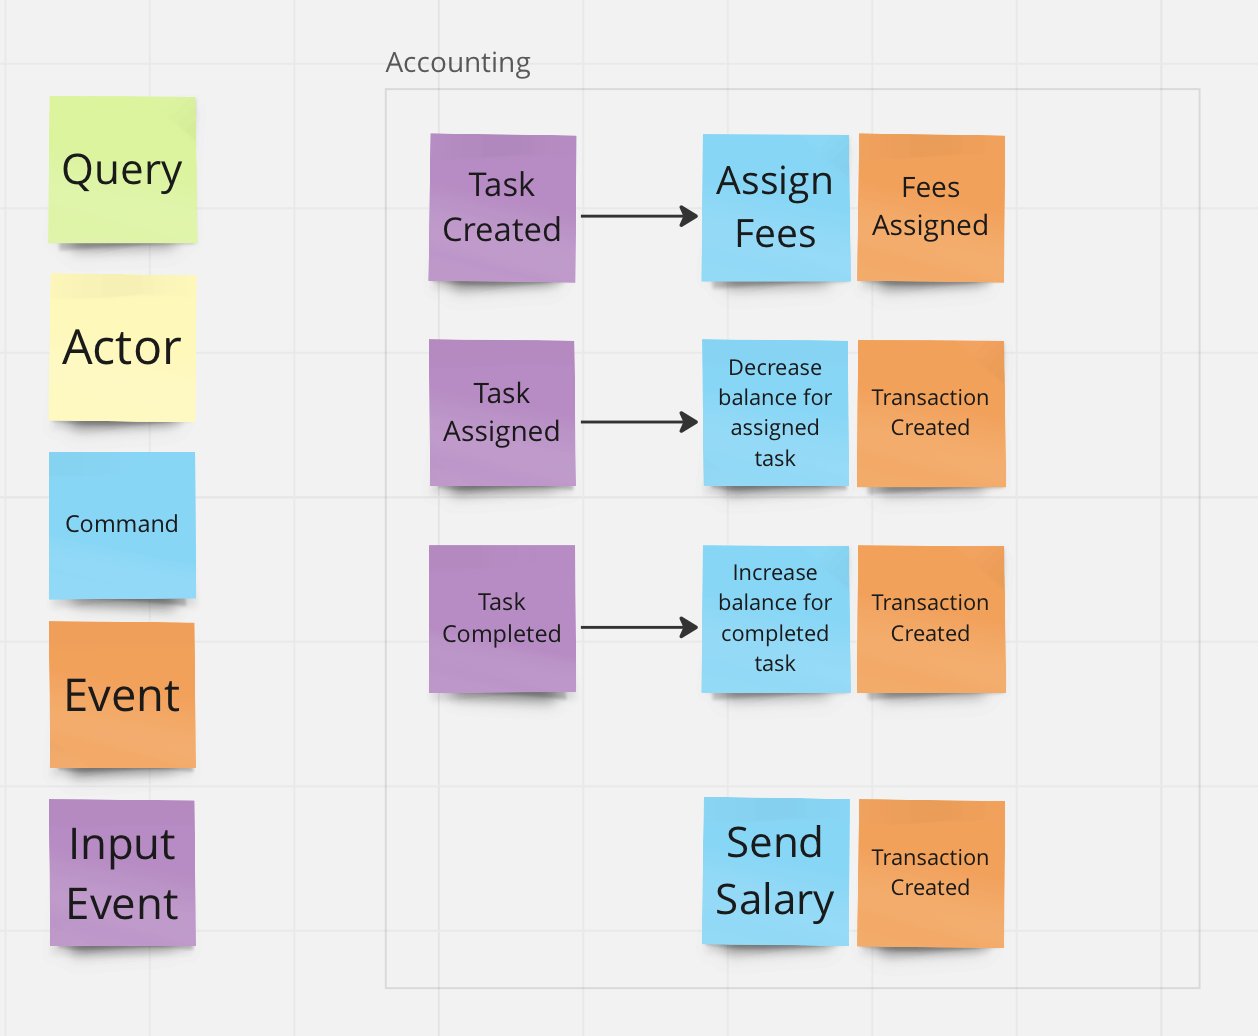 Accounting
Query
Actor
Command
Event
Input
Event
Task
Created
Assign
Fees
Fees
Assigned
Task
Assigned
Decrease
balance for
assigned
task
Transaction
Created
Task
Completed
Increase
balance for
completed
task
Transaction
Created
Send
Salary
Transaction
Created